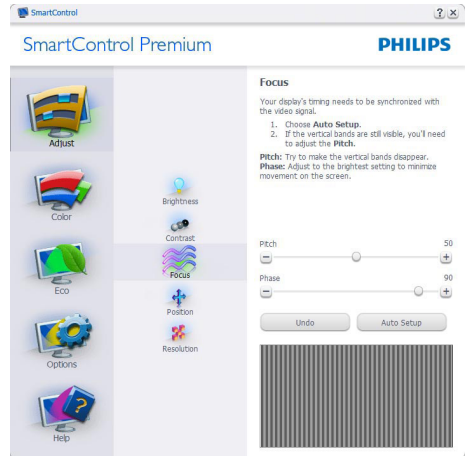 SmartControl
? ×
SmartControl Premium
PHILIPS
Adjust
Color
Eco
Options
Help
Brightness
Contrast
Focus
Position
Resolution
Focus
Your display's timing needs to be synchronized with
the video signal.
1. Choose Auto Setup.
2. If the vertical bands are still visible, you'll need
to adjust the Pitch.
Pitch: Try to make the vertical bands disappear.
Phase: Adjust to the brightest setting to minimize
movement on the screen.
Pitch 50
Phase 90
Undo Auto Setup